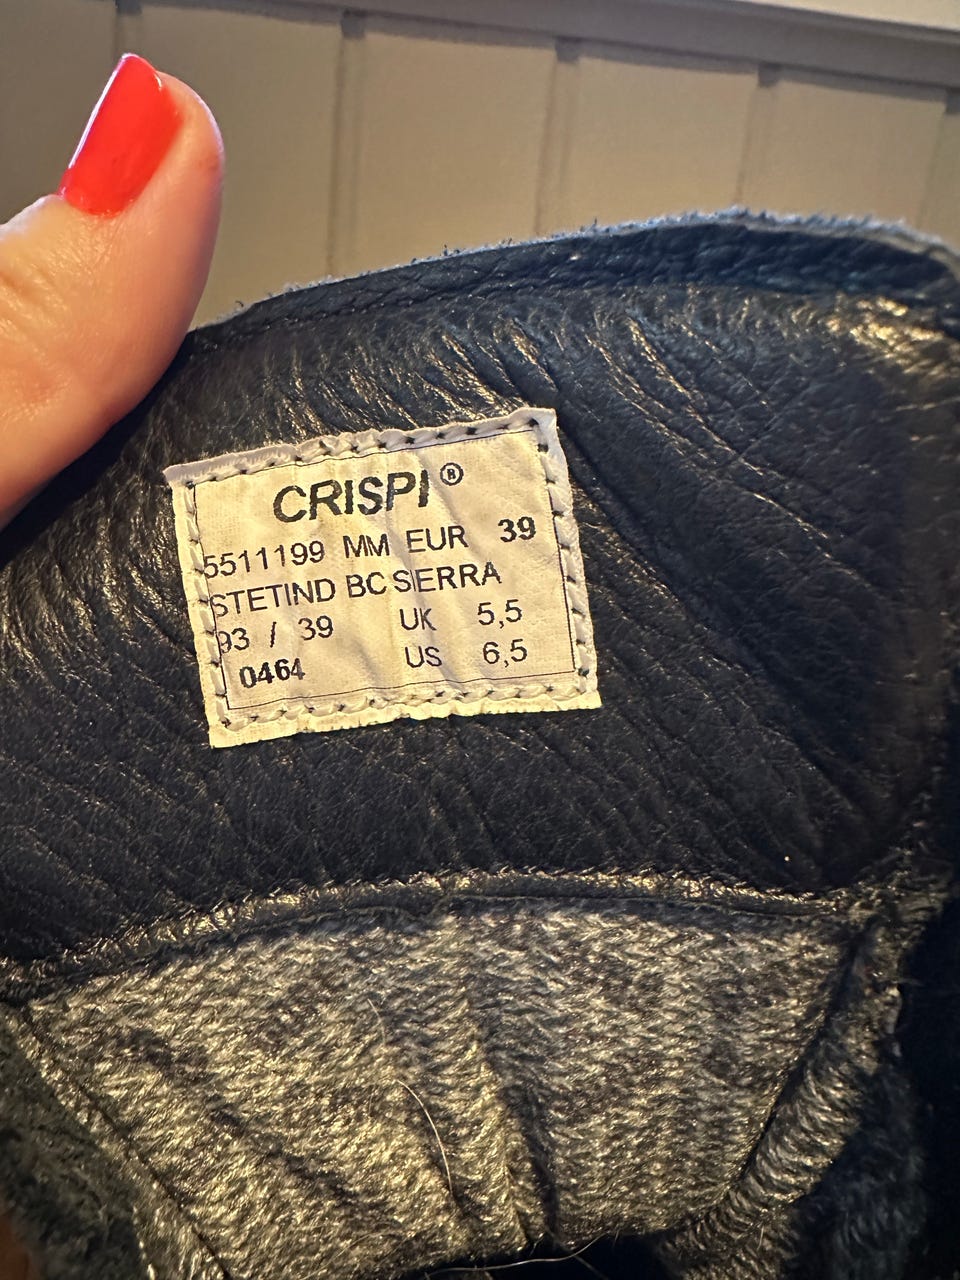 CRISPI®
5511199 MM EUR 39
STETIND BC SIERRA
93 / 39 UK 5,5
0464 US 6,5